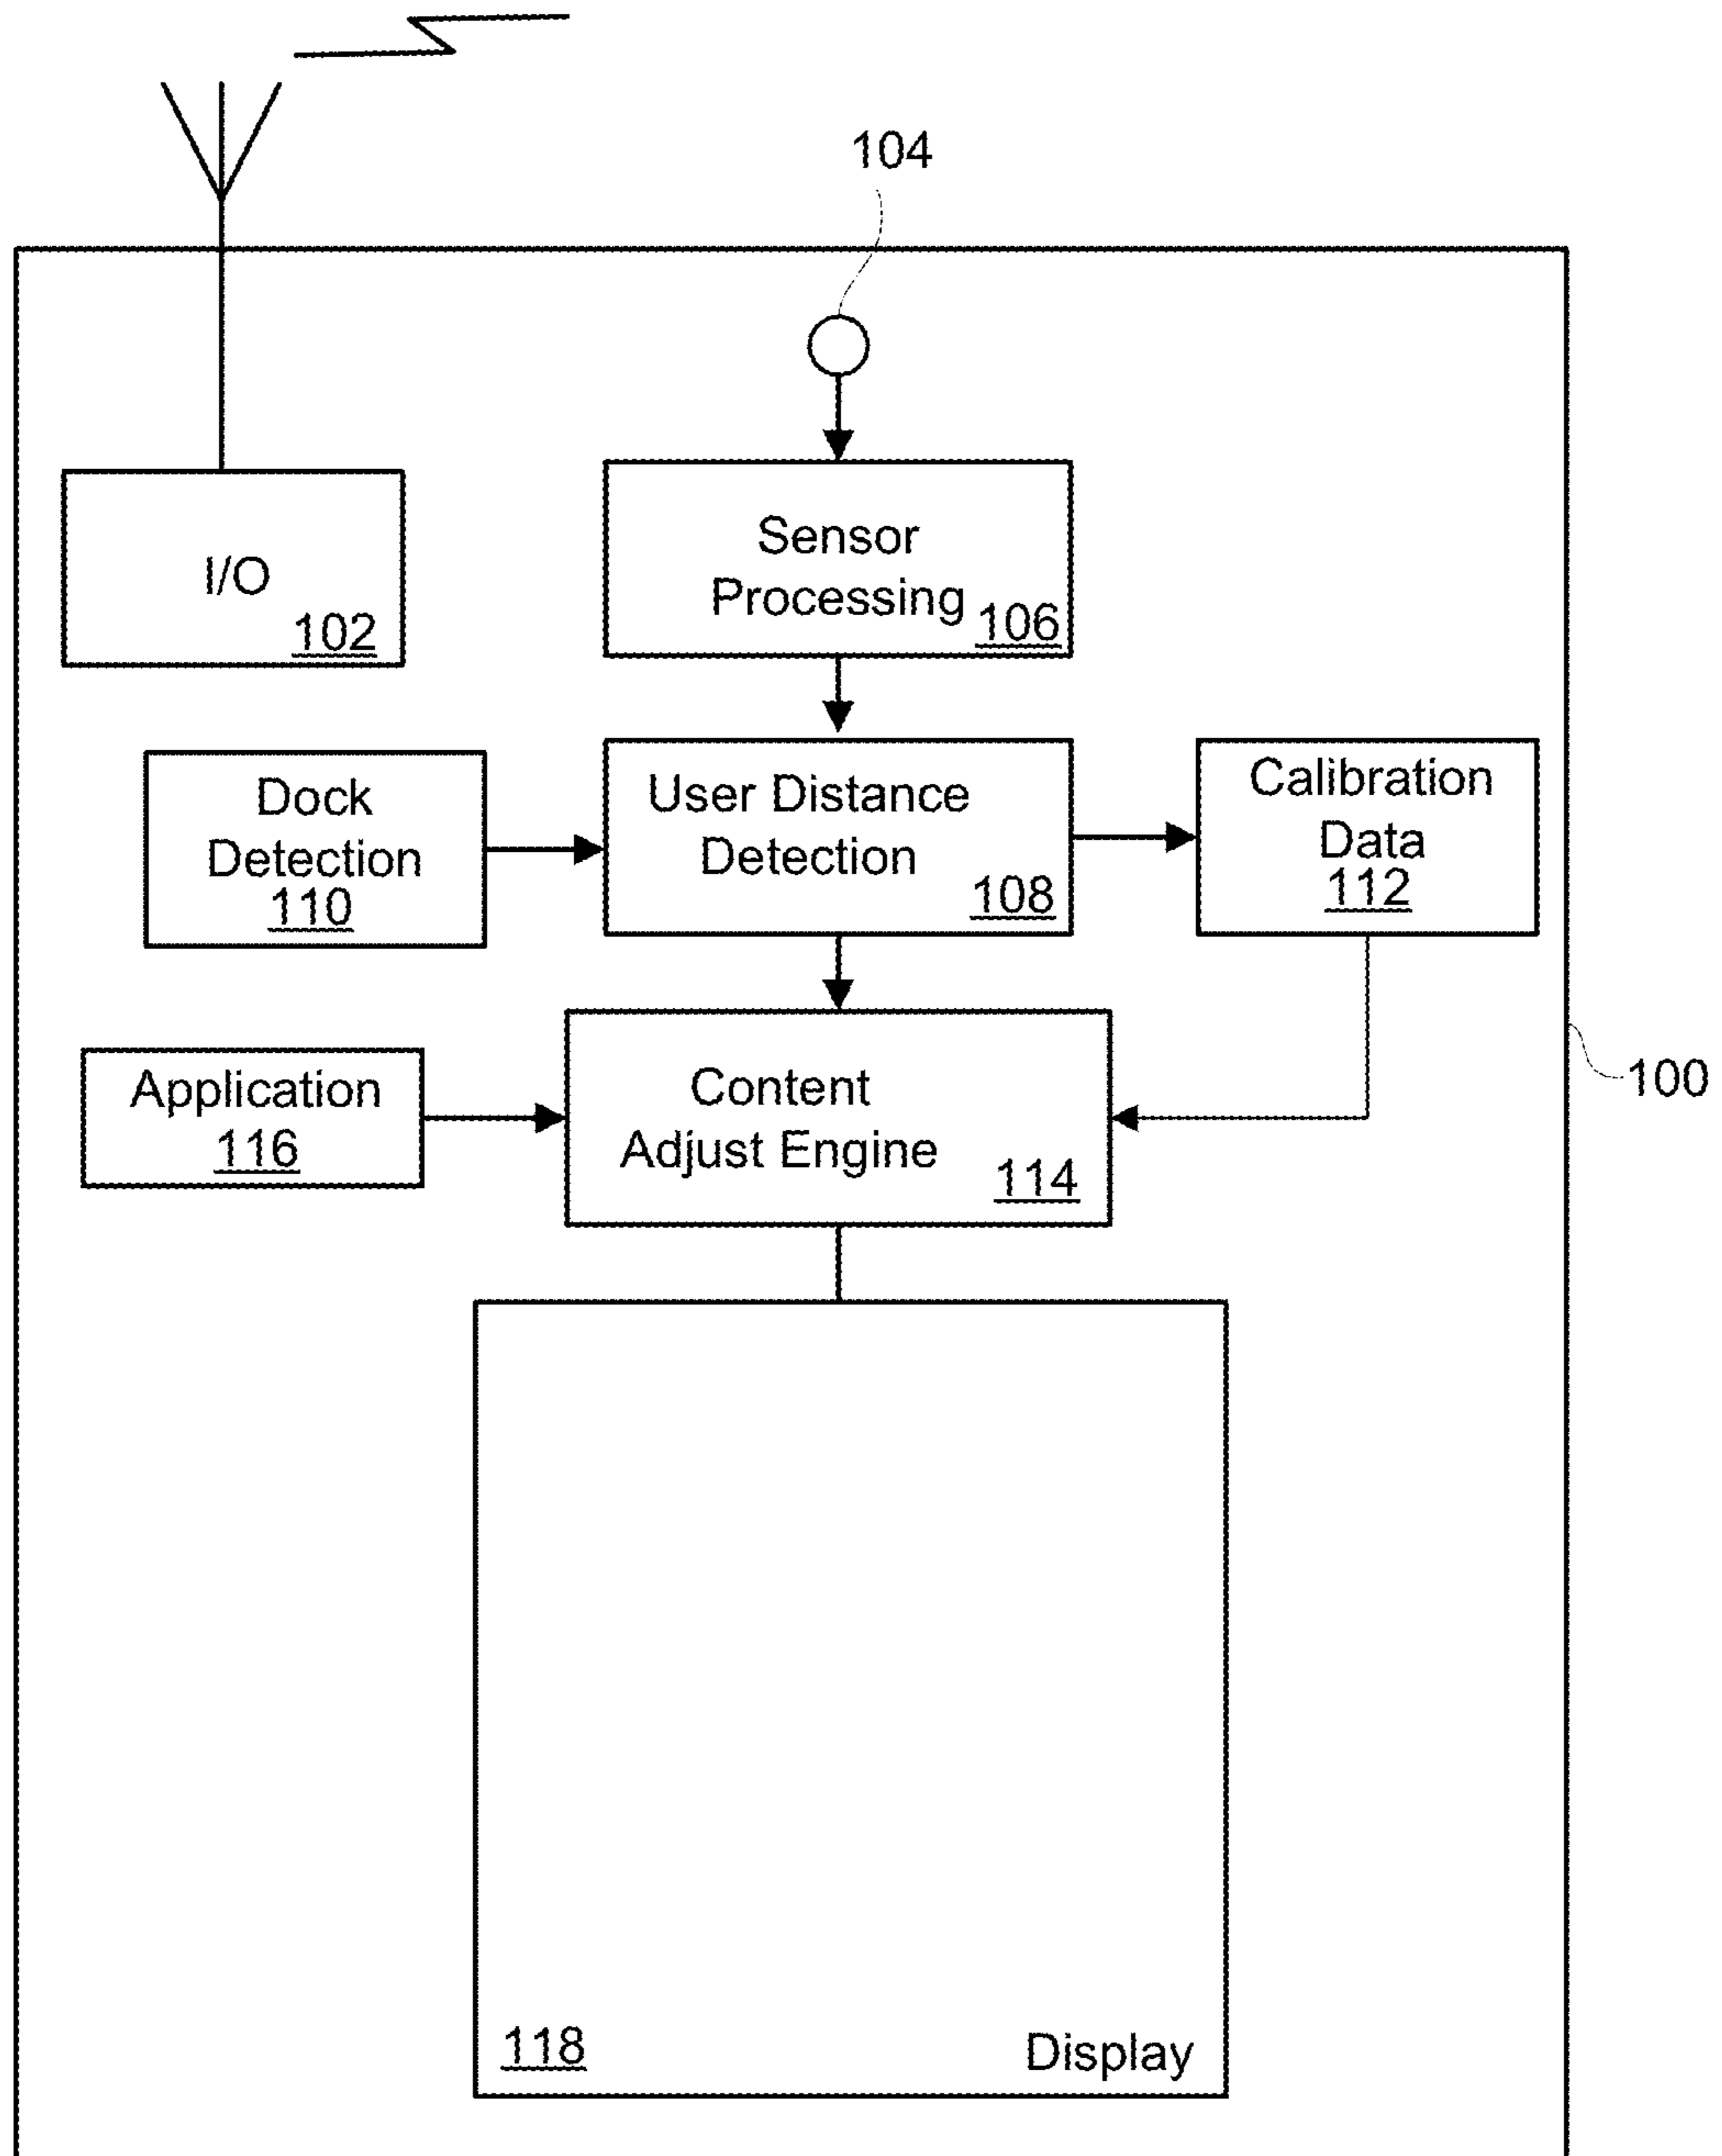 104
I/O
102
Sensor
Processing
106
Dock
Detection
110
User Distance
Detection
108
Calibration
Data
112
Application
116
Content
Adjust Engine
114
100
118
Display